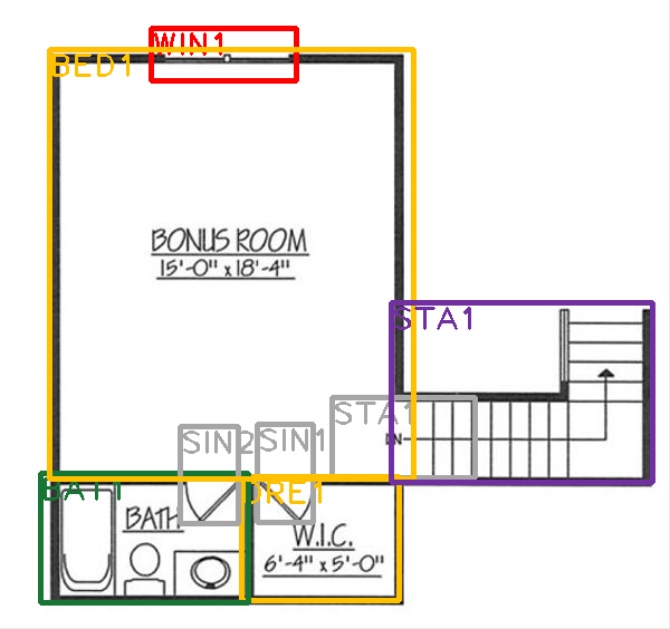 WIN1
BED1
BONUS ROOM
15'-0" x 18'-4"
STA1
STA1
SIN2
SIN1
DN
BAT1
DRE1
BATH
W.I.C.
6'-4" x 5'-0"